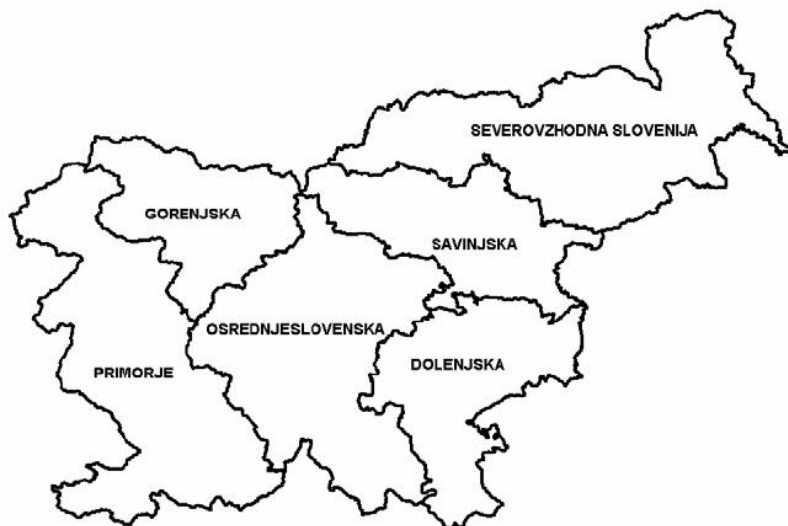 SEVEROVZHODNA SLOVENIJA
GORENJSKA
SAVINJSKA
OSREDNJESLOVENSKA
DOLENJSKA
PRIMORJE